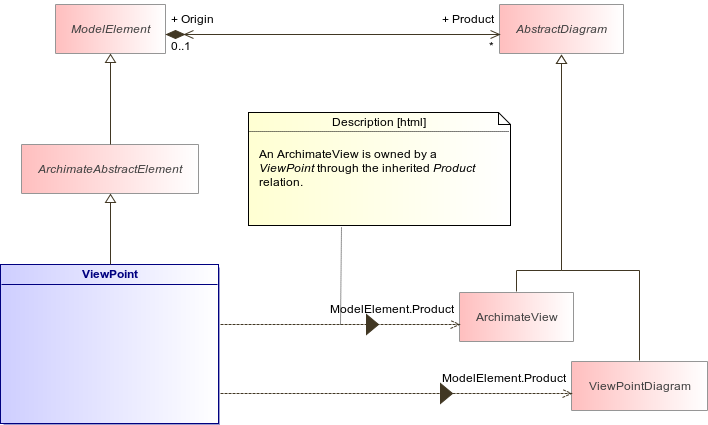 ModelElement
+ Origin
+ Product
AbstractDiagram
0..1
*
Description [html]
An ArchimateView is owned by a
ViewPoint through the inherited Product
relation.
ArchimateAbstractElement
ViewPoint
ModelElement.Product
ArchimateView
ModelElement.Product
ViewPointDiagram